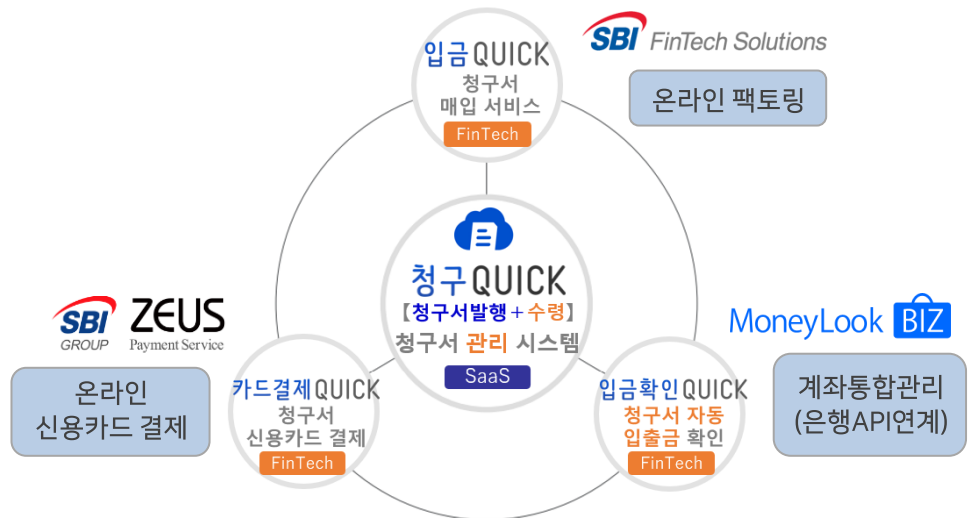 입금QUICK
청구서
매입 서비스
FinTech
SBI FinTech Solutions
온라인 팩토링
청구QUICK
【청구서발행+수령】
청구서 관리 시스템
SaaS
SBI
GROUP
ZEUS
Payment Service
온라인
신용카드 결제
카드결제QUICK
청구서
신용카드 결제
FinTech
입금확인QUICK
청구서 자동
입출금 확인
FinTech
MoneyLook BIZ
계좌통합관리
(은행API연계)